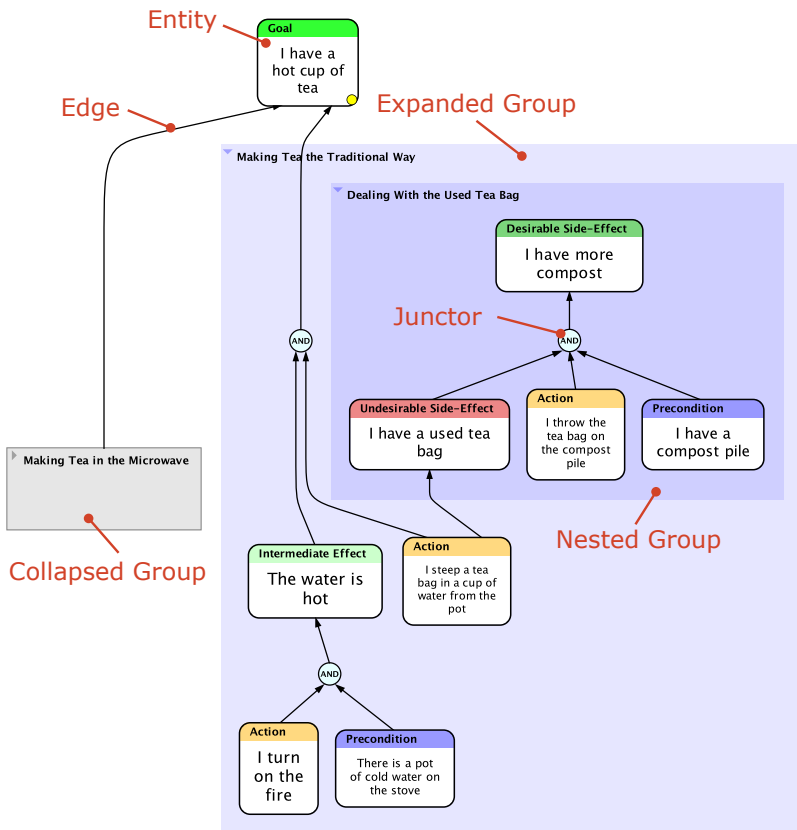 Entity
Goal
I have a
hot cup of
tea
Edge
Expanded Group
Making Tea the Traditional Way
Dealing With the Used Tea Bag
Desirable Side-Effect
I have more
compost
Junctor
AND
AND
Undesirable Side-Effect
I have a used tea
bag
Action
I throw the
tea bag on
the compost
pile
Precondition
I have a
compost pile
Making Tea in the Microwave
Collapsed Group
Nested Group
Intermediate Effect
The water is
hot
Action
I steep a tea
bag in a cup of
water from the
pot
AND
Action
I turn
on the
fire
Precondition
There is a pot
of cold water on
the stove